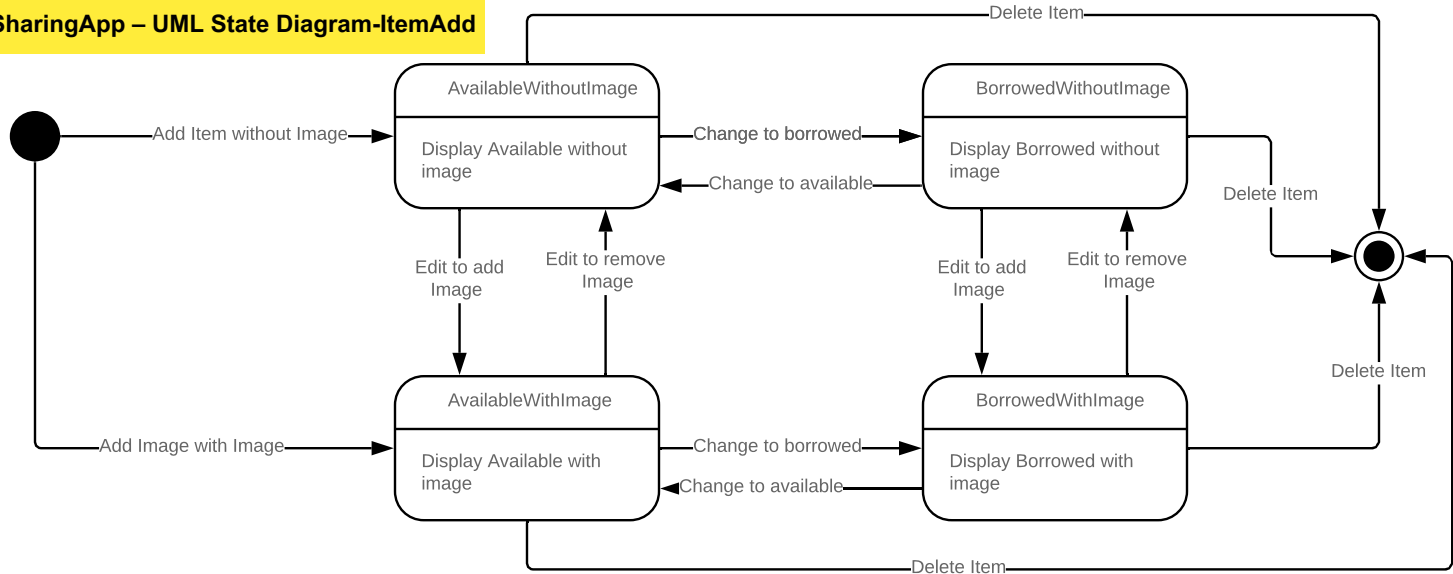 SharingApp – UML State Diagram-ItemAdd
Delete Item
AvailableWithoutImage
BorrowedWithoutImage
Add Item without Image
Display Available without
image
Change to borrowed
Display Borrowed without
image
Change to available
Delete Item
Edit to add
Image
Edit to remove
Image
Edit to add
Image
Edit to remove
Image
Delete Item
AvailableWithImage
BorrowedWithImage
Add Image with Image
Display Available with
image
Change to borrowed
Display Borrowed with
image
Change to available
Delete Item